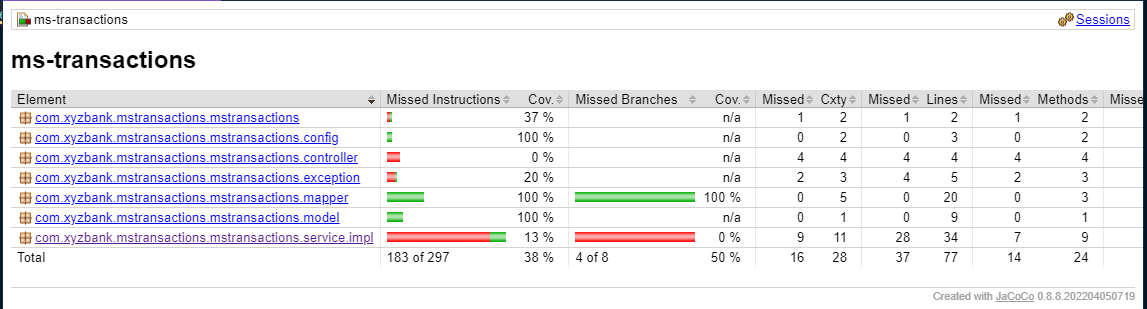 ms-transactions Sessions
ms-transactions
Element Missed Instructions Cov. Missed Branches Cov. Missed Cxty Missed Lines Missed Methods Misse
com.xyzbank.mstransactions.mstransactions 37 % n/a 1 2 1 2 1 2
com.xyzbank.mstransactions.mstransactions.config 100 % n/a 0 2 0 3 0 2
com.xyzbank.mstransactions.mstransactions.controller 0 % n/a 4 4 4 4 4 4
com.xyzbank.mstransactions.mstransactions.exception 20 % n/a 2 3 4 5 2 3
com.xyzbank.mstransactions.mstransactions.mapper 100 % 100 % 0 5 0 20 0 3
com.xyzbank.mstransactions.mstransactions.model 100 % n/a 0 1 0 9 0 1
com.xyzbank.mstransactions.mstransactions.service.impl 13 % 0 % 9 11 28 34 7 9
Total 183 of 297 38 % 4 of 8 50 % 16 28 37 77 14 24
Created with JaCoCo 0.8.8.202204050719